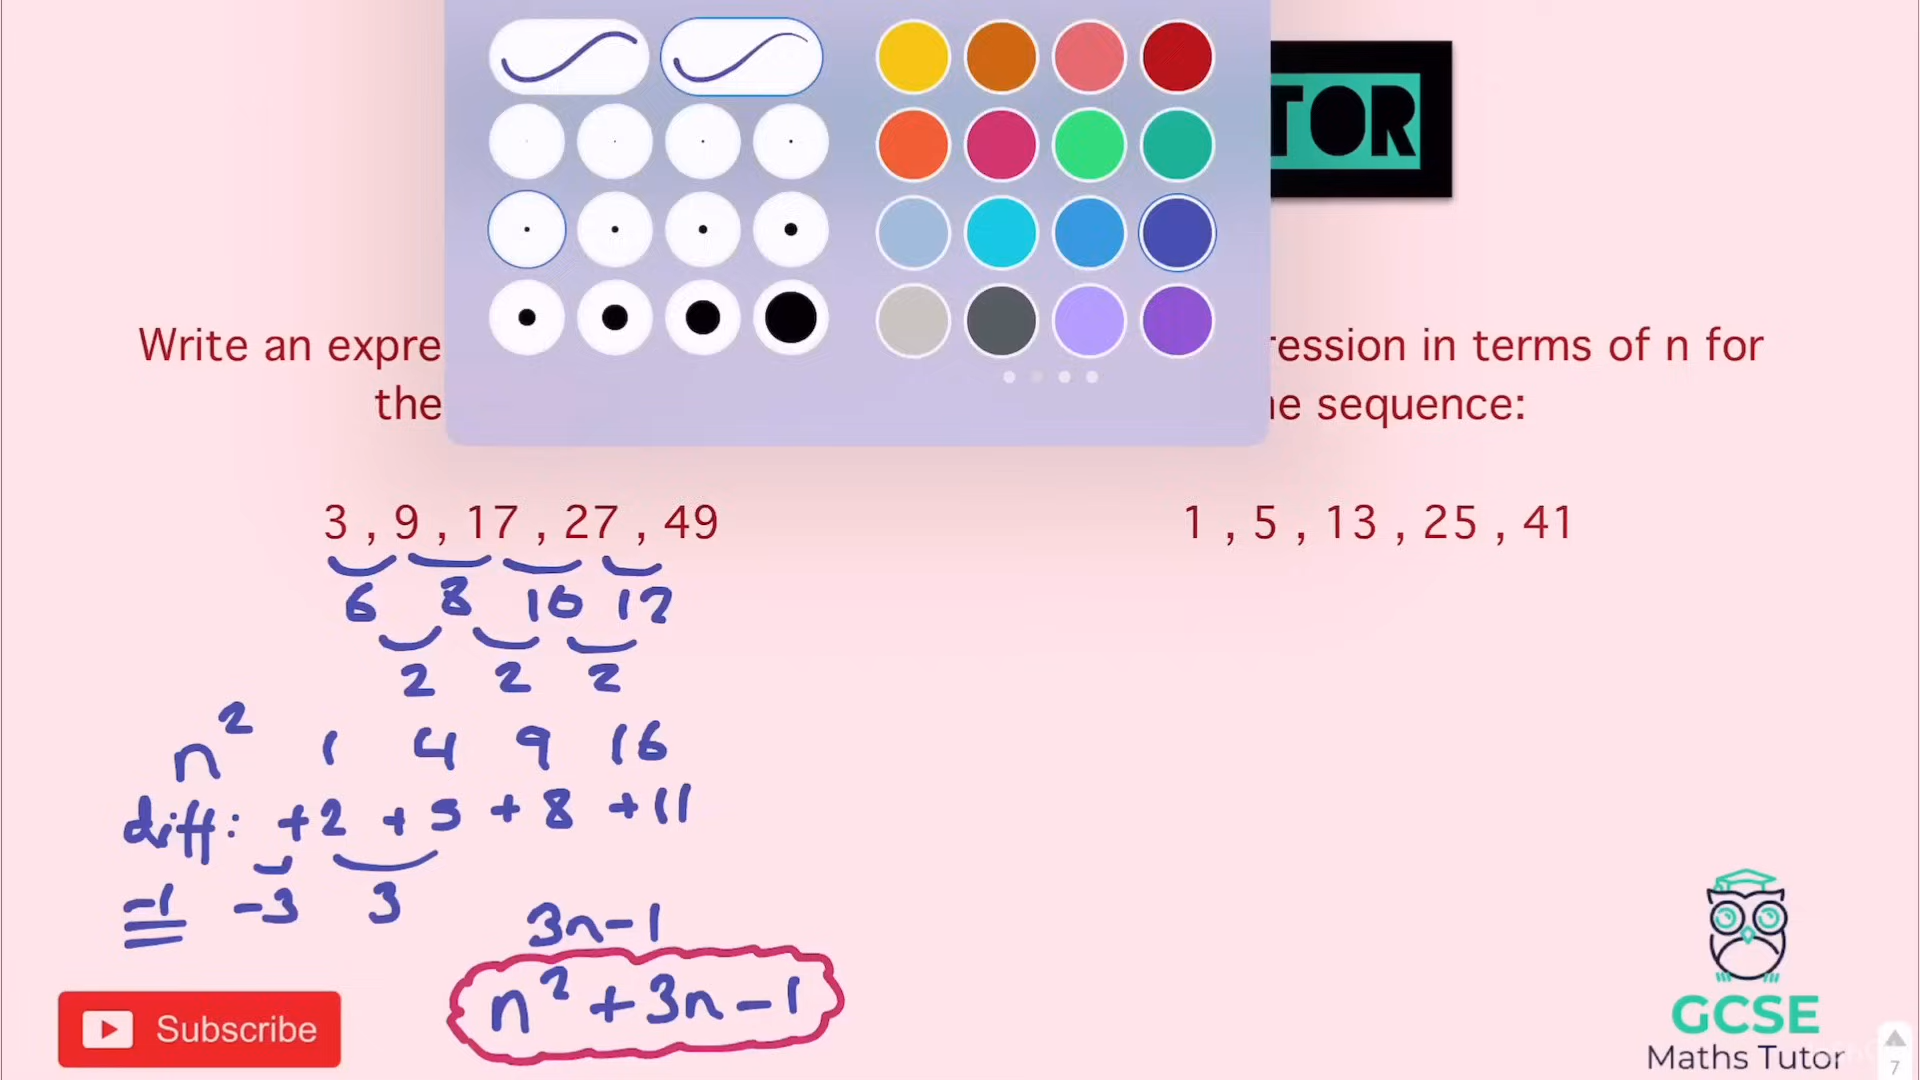 TOR
Write an expre
the
ression in terms of n for
e sequence:
3 , 9 , 17 , 27 , 49
1 , 5 , 13 , 25 , 41
6 8 10 12
2 2 2
n² 1 4 9 16
diff: +2 +5 +8 +11
-1 -3 3
3n-1
n²+3n-1
Subscribe
GCSE
Maths Tutor
7